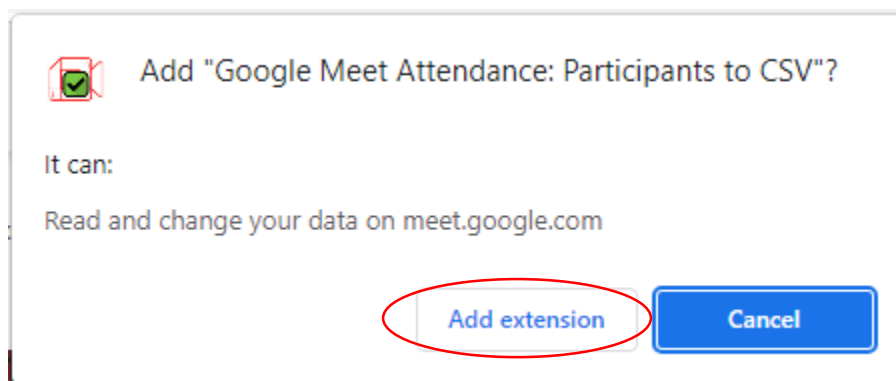 Add "Google Meet Attendance: Participants to CSV"?
It can:
Read and change your data on meet.google.com
Add extension Cancel